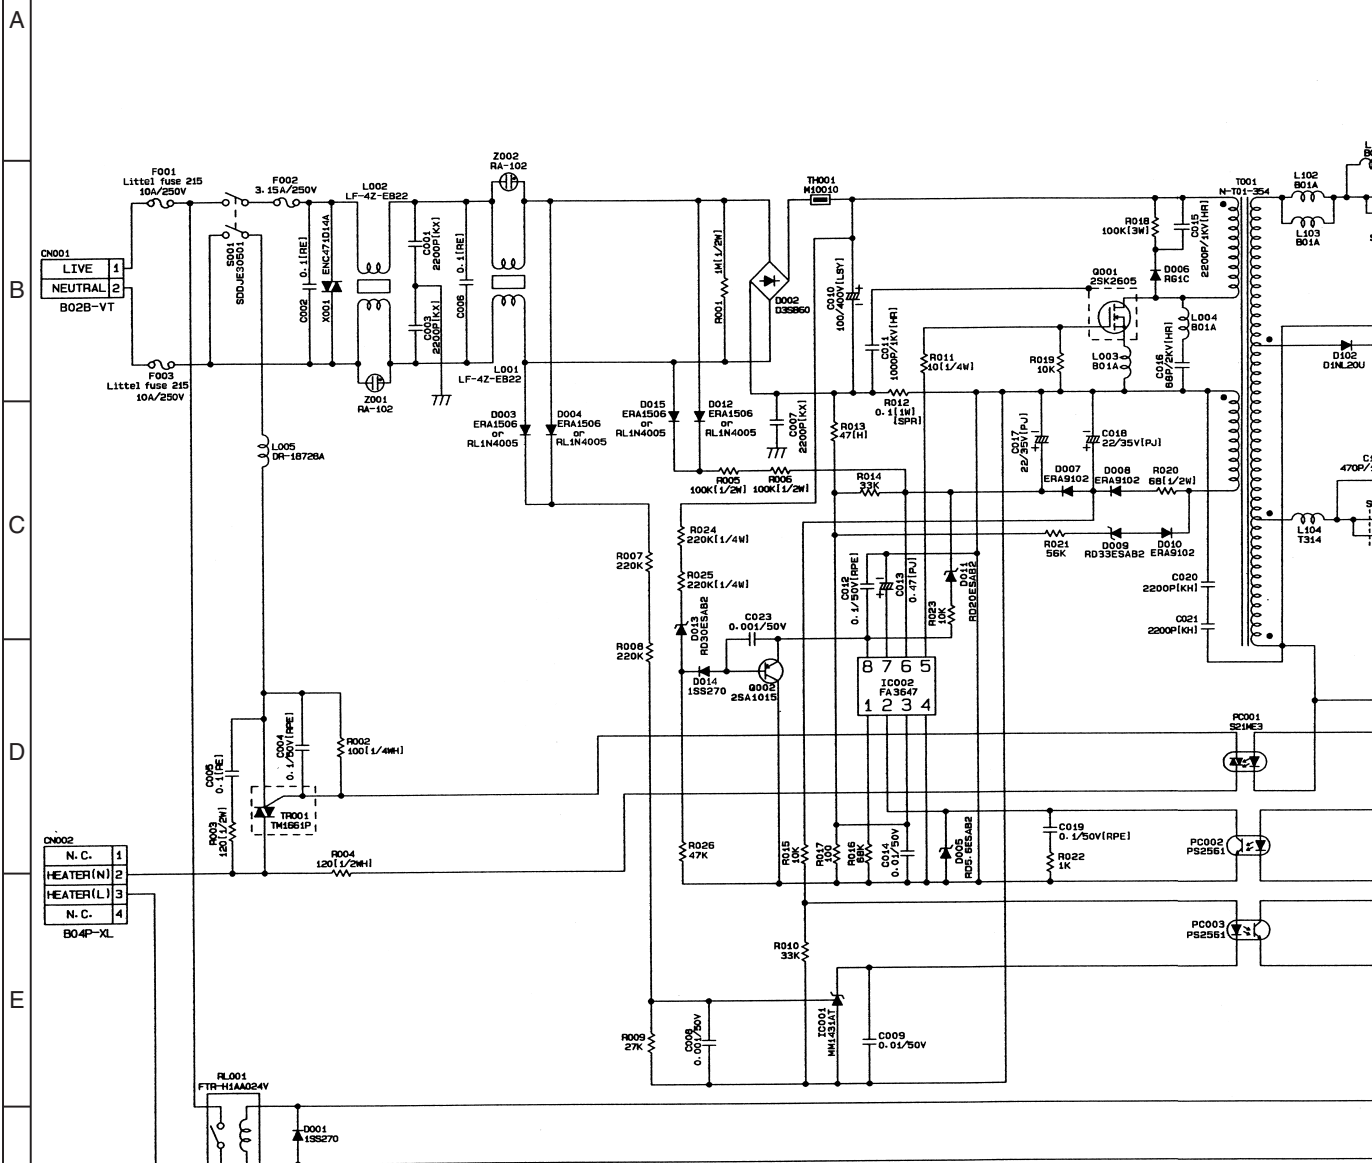 A
B
C
D
E
CN001
LIVE 1
NEUTRAL 2
B02B-VT
F001
Littel fuse 215
10A/250V
F003
Littel fuse 215
10A/250V
S001
SDDJE30501
F002
3.15A/250V
C002 0.1[RE]
X001 ENC471D14A
L002
LF-4Z-EB22
Z001
RA-102
C001
2200P[KX]
C003
2200P[KX]
C006 0.1[RE]
Z002
RA-102
L001
LF-4Z-EB22
L005
DR-1872BA
D003
ERA1506
or
RL1N4005
D004
ERA1506
or
RL1N4005
D015
ERA1506
or
RL1N4005
D012
ERA1506
or
RL1N4005
R001 1M[1/2W]
D002
D3SB60
TH001
M10010
C010
100/400V[LSY]
C011
1000P/1KV[HR]
C007
2200P[KX]
R005
100K[1/2W]
R006
100K[1/2W]
R011
10[1/4W]
R012
0.1[1W]
[SPR]
R013
47[H]
R014
33K
R018
100K[3W]
C015
2200P/1KV[HR]
D006
RG1C
Q001
2SK2605
R019
10K
L003
B01A
L004
B01A
C016
68P/2KV[HR]
T001
N-T01-354
L102
B01A
L103
B01A
D102
D1NL20U
C017
22/35V[PJ]
C018
22/35V[PJ]
D007
ERA9102
D008
ERA9102
R020
68[1/2W]
R021
56K
D009
RD33ESAB2
D010
ERA9102
L104
T314
470P/
C020
2200P[KH]
C021
2200P[KH]
R024
220K[1/4W]
R025
220K[1/4W]
R007
220K
R008
220K
D013
RD30ESAB2
D014
1SS270
C023
0.001/50V
Q002
2SA1015
C012
0.1/50V[RPE]
C013
0.47[PJ]
R023
10K
D011
RD20ESAB2
8 7 6 5
IC002
FA3647
1 2 3 4
C005
0.1[RE]
C004
0.1/50V[RPE]
R002
100[1/4WH]
R003
120[1/2W]
TR001
TM1661P
R004
120[1/2WH]
CN002
N.C. 1
HEATER(N) 2
HEATER(L) 3
N.C. 4
B04P-XL
R026
47K
R015
10K
R017
100
R016
68K
C014
0.01/50V
D005
RD5.6ESAB2
C019
0.1/50V[RPE]
R022
1K
PC001
S21ME3
PC002
PS2561
PC003
PS2561
R010
33K
R009
27K
C008
0.001/50V
IC001
MM1431AT
C009
0.01/50V
RL001
FTR-H1AA024V
D001
1SS270